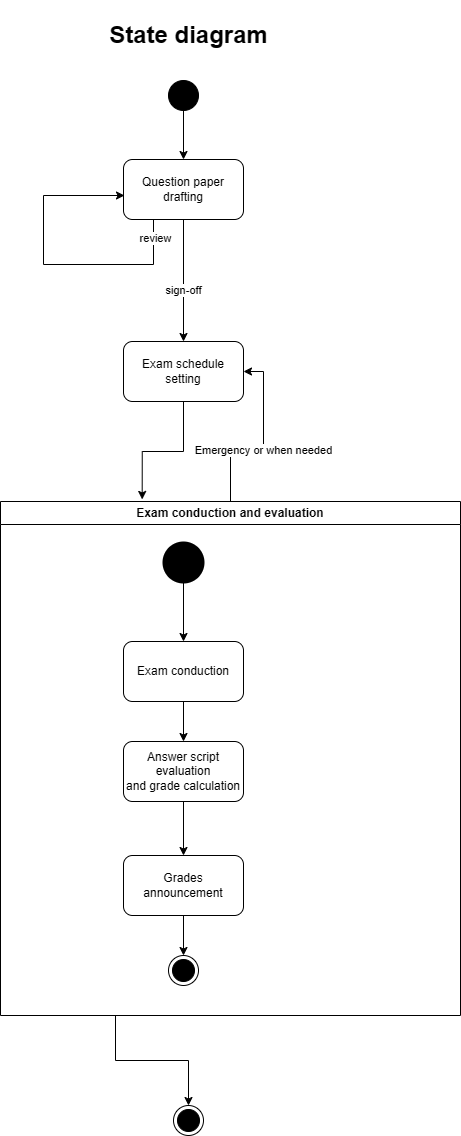 State diagram
Question paper
drafting
review
sign-off
Exam schedule
setting
Emergency or when needed
Exam conduction and evaluation
Exam conduction
Answer script
evaluation
and grade calculation
Grades
announcement